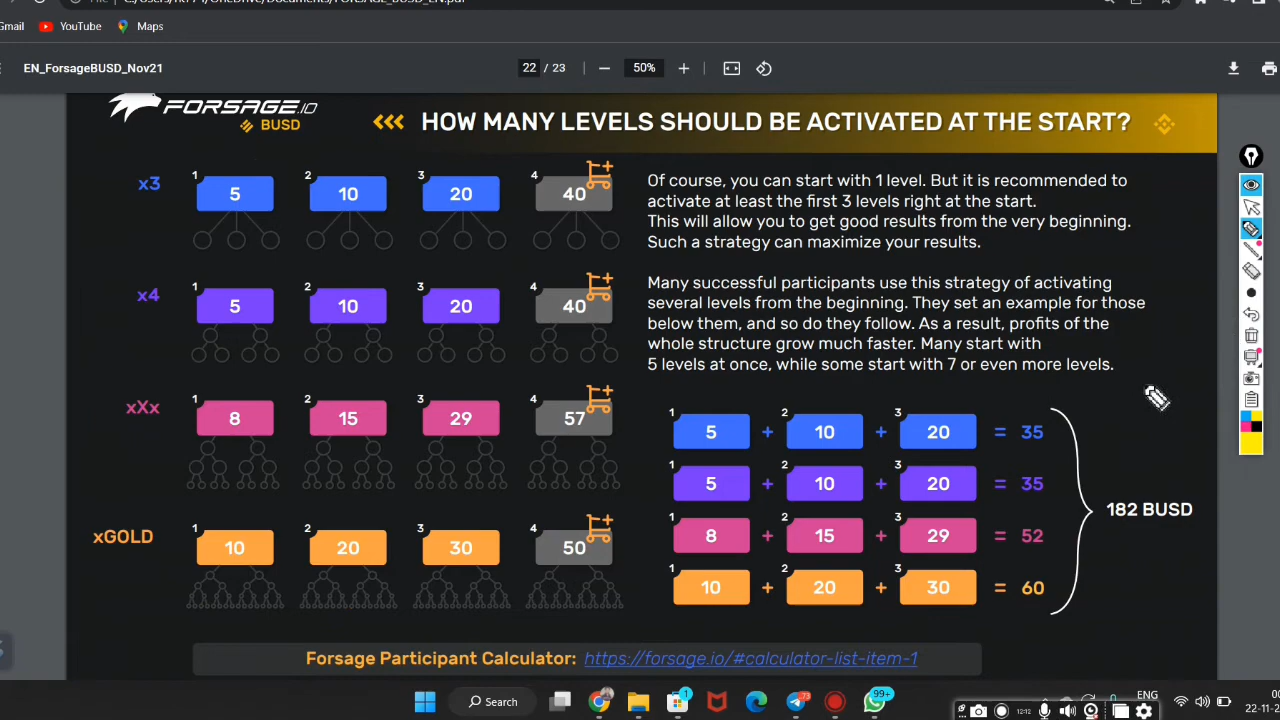 Gmail
YouTube
Maps
EN_ForsageBUSD_Nov21
22 / 23
50%
FORSAGE.IO
BUSD
HOW MANY LEVELS SHOULD BE ACTIVATED AT THE START?
x3
1 5
2 10
3 20
4 40
x4
1 5
2 10
3 20
4 40
xXx
1 8
2 15
3 29
4 57
xGOLD
1 10
2 20
3 30
4 50
Of course, you can start with 1 level. But it is recommended to
activate at least the first 3 levels right at the start.
This will allow you to get good results from the very beginning.
Such a strategy can maximize your results.
Many successful participants use this strategy of activating
several levels from the beginning. They set an example for those
below them, and so do they follow. As a result, profits of the
whole structure grow much faster. Many start with
5 levels at once, while some start with 7 or even more levels.
1 5 + 2 10 + 3 20 = 35
1 5 + 2 10 + 3 20 = 35
1 8 + 2 15 + 3 29 = 52
1 10 + 2 20 + 3 30 = 60
182 BUSD
Forsage Participant Calculator: https://forsage.io/#calculator-list-item-1
Search
1
73
99+
12:12
ENG
22-11-2